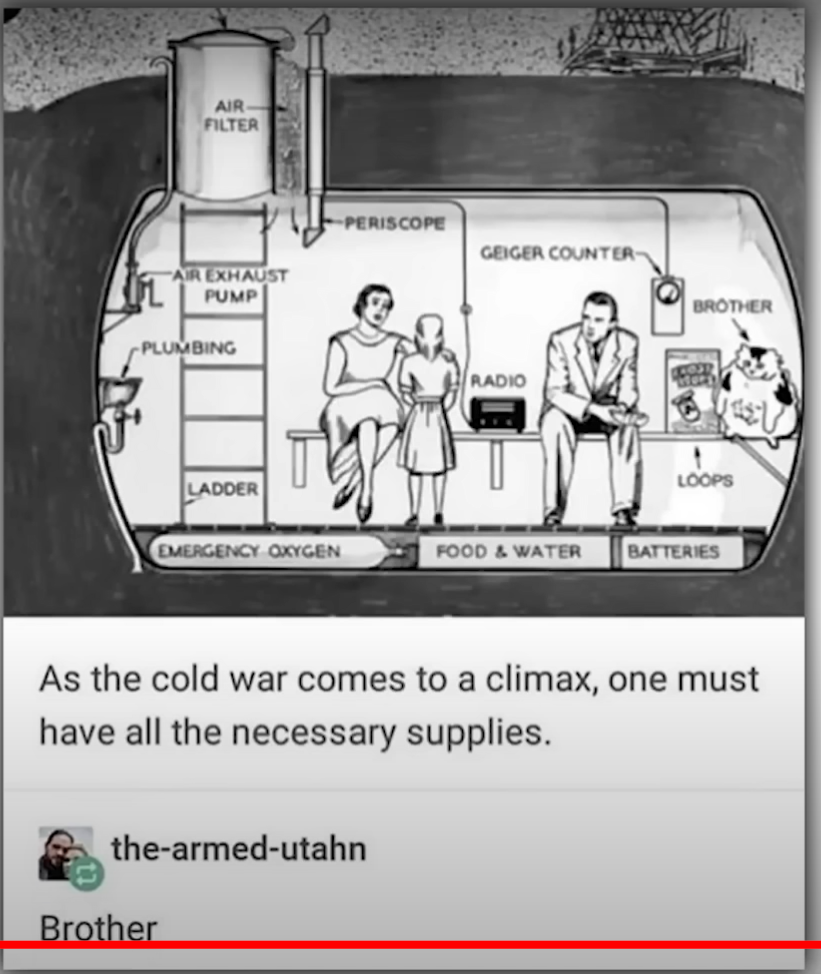 AIR
FILTER
PERISCOPE
GEIGER COUNTER
AIR EXHAUST
PUMP
BROTHER
PLUMBING
RADIO
LOOPS
LADDER
EMERGENCY OXYGEN
FOOD & WATER
BATTERIES
As the cold war comes to a climax, one must
have all the necessary supplies.
the-armed-utahn
Brother